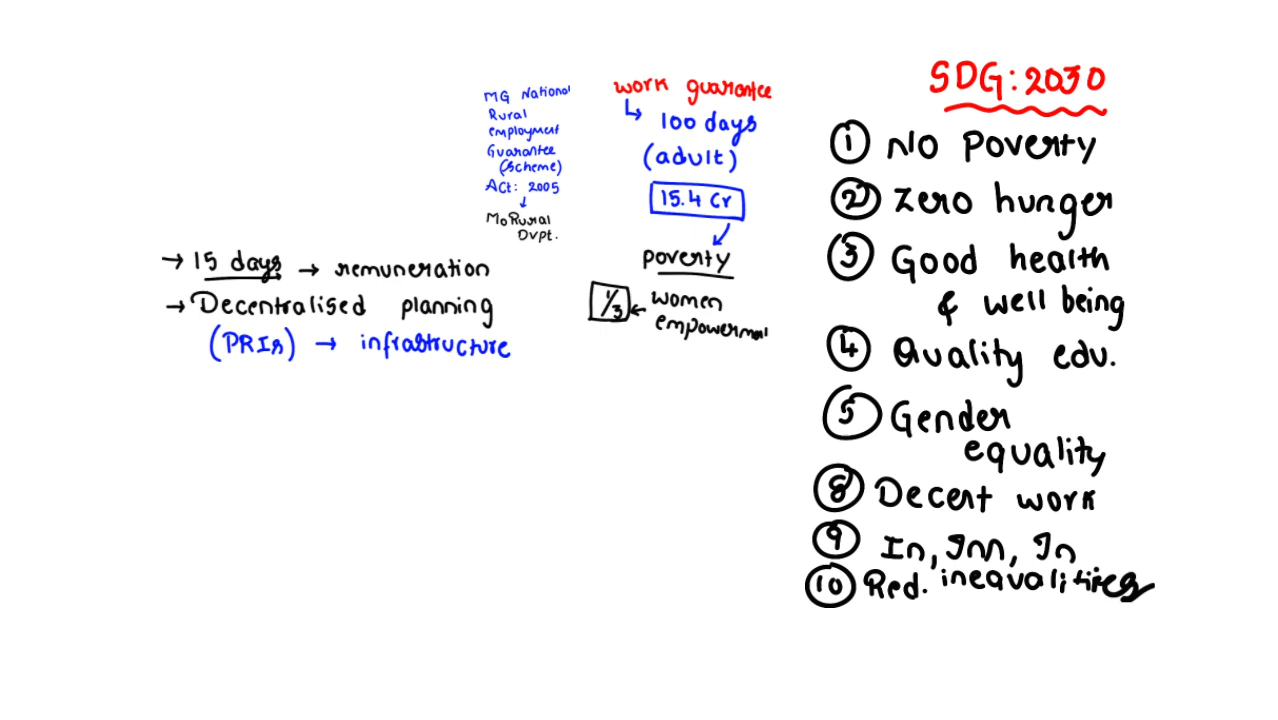 MG National
Rural
employment
Guarantee
(scheme)
Act: 2005
↓
MoRural
Dvpt.
work guarantee
↳ 100 days
(adult)
15.4 Cr
poverty
1/3 ← women
empowerment
→ 15 days → remuneration
→ Decentralised planning
(PRIs) → infrastructure
SDG: 2030
① No Poverty
② Zero hunger
③ Good health
& well being
④ Quality edu.
⑤ Gender
equality
⑧ Decent work
⑨ In, Inn, In
⑩ Red. inequalities